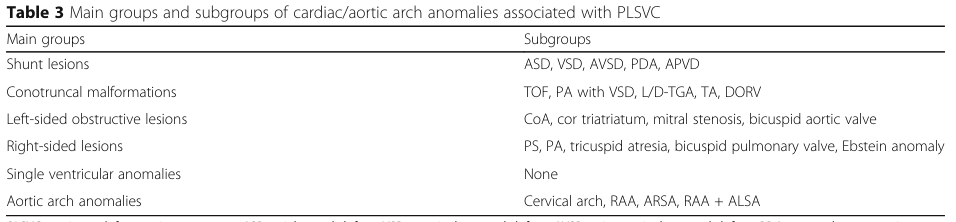 Table 3 Main groups and subgroups of cardiac/aortic arch anomalies associated with PLSVC
Main groups Subgroups
Shunt lesions ASD, VSD, AVSD, PDA, APVD
Conotruncal malformations TOF, PA with VSD, L/D-TGA, TA, DORV
Left-sided obstructive lesions CoA, cor triatriatum, mitral stenosis, bicuspid aortic valve
Right-sided lesions PS, PA, tricuspid atresia, bicuspid pulmonary valve, Ebstein anomaly
Single ventricular anomalies None
Aortic arch anomalies Cervical arch, RAA, ARSA, RAA + ALSA